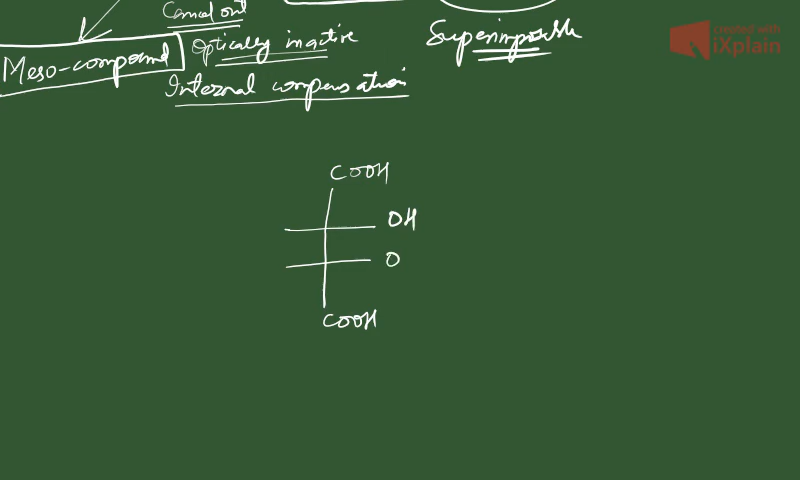 Cancel out
Optically inactive
Superimposable
created with
iXplain
Meso-compound
Internal compensation
COOH
OH
O
COOH